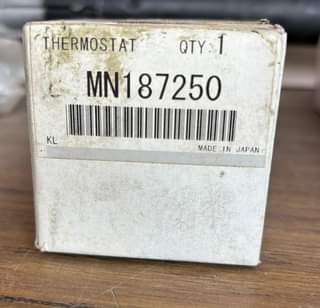 THERMOSTAT QTY:1
MN187250
KL
MADE IN JAPAN